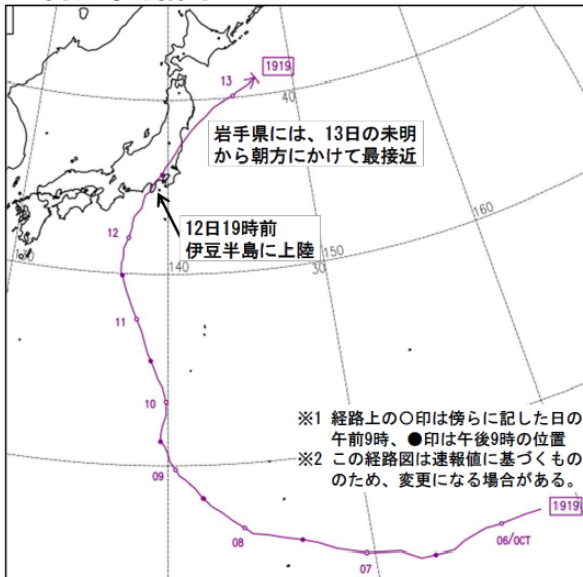 1919
13
40
岩手県には、13日の未明
から朝方にかけて最接近
12日19時前
伊豆半島に上陸
12
160
150
140
130
30
11
10
※1 経路上の○印は傍らに記した日の
午前9時、●印は午後9時の位置
※2 この経路図は速報値に基づくもの
のため、変更になる場合がある。
09
1919
08
06/OCT
07